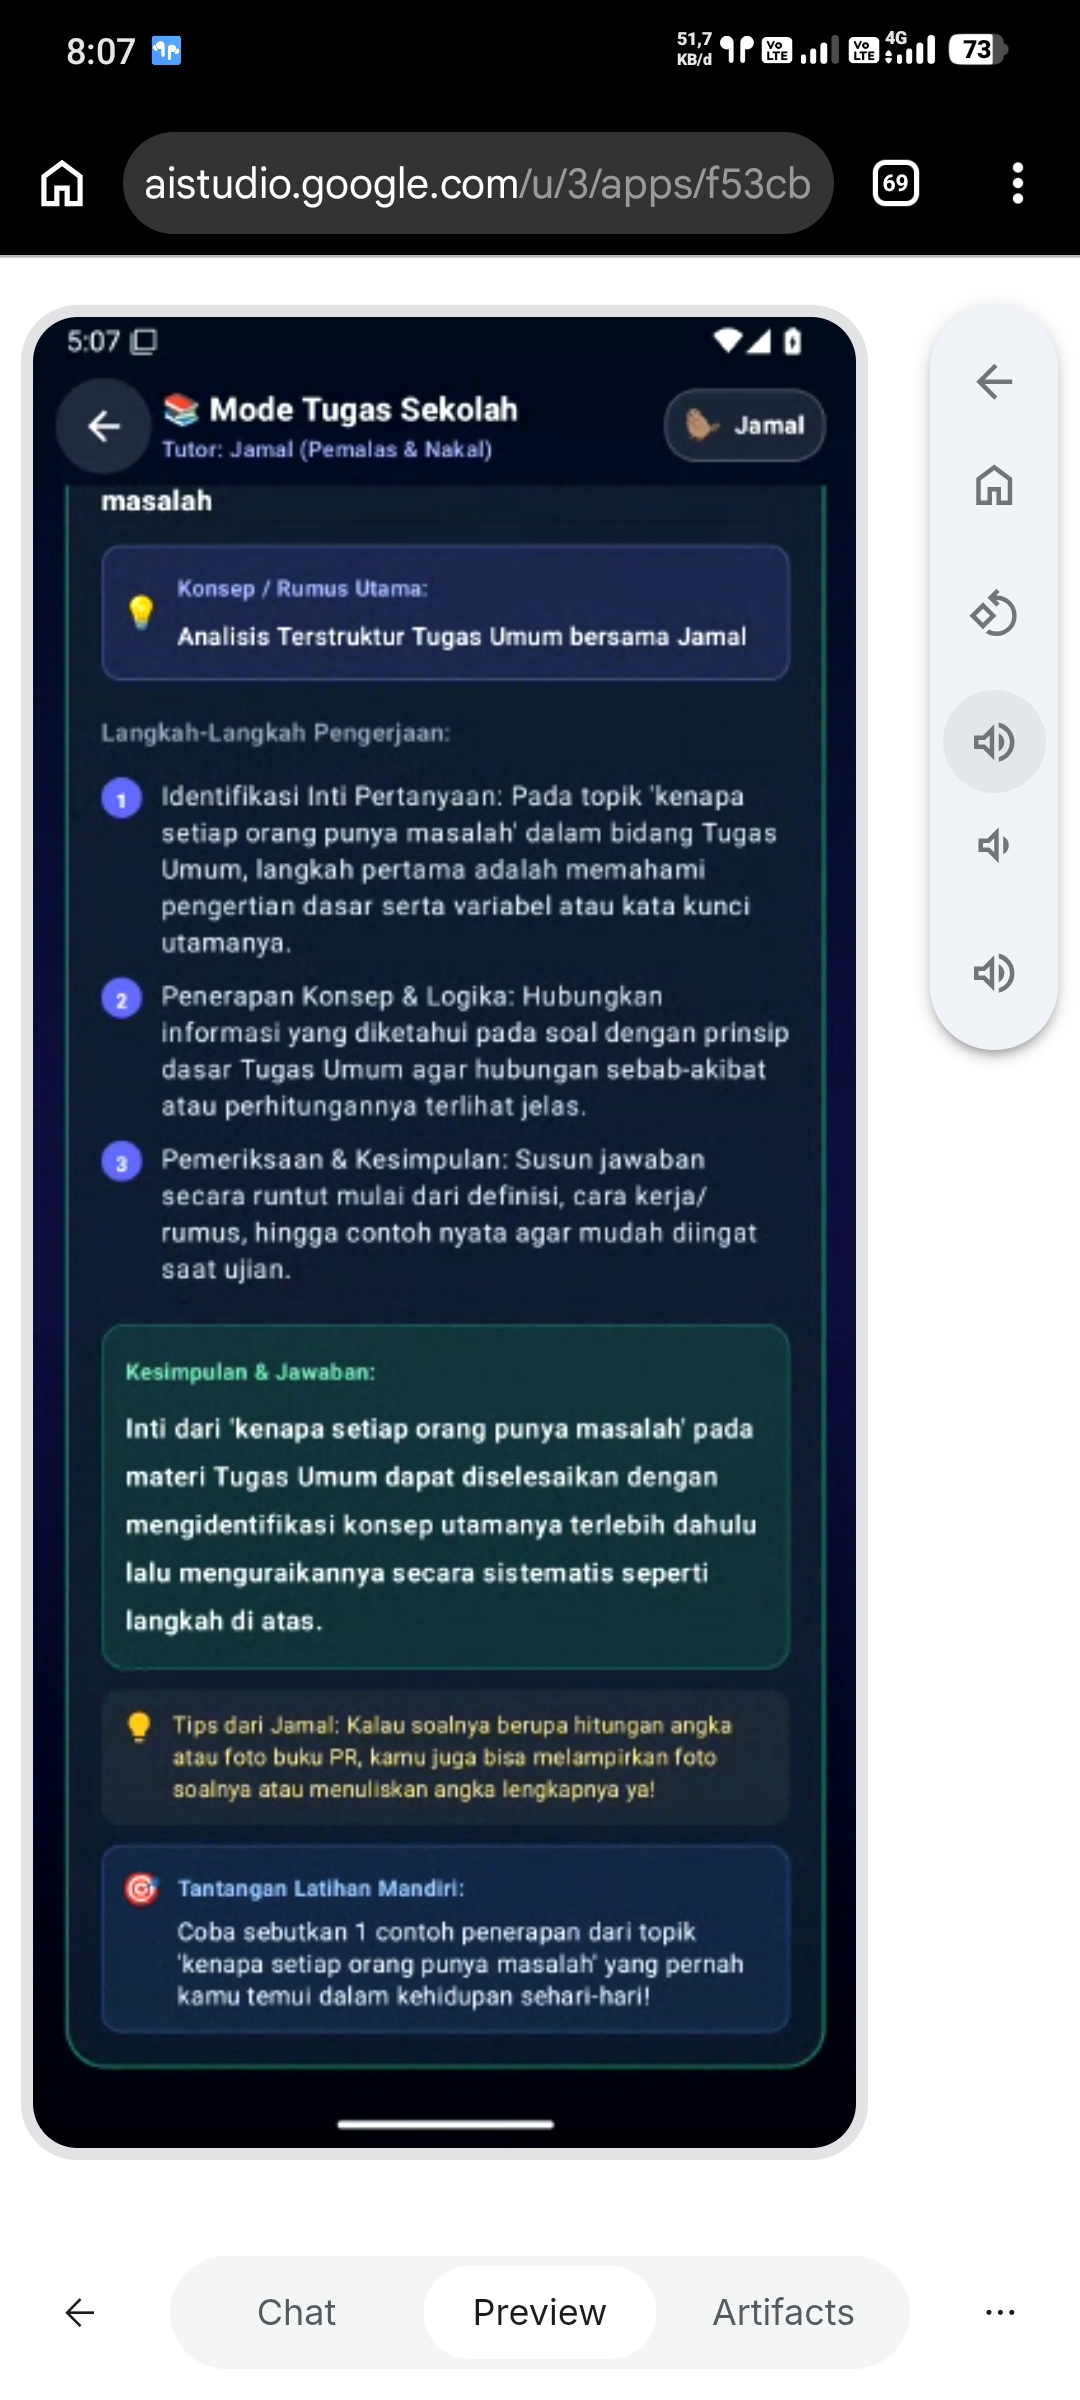 8:07
51,7
KB/d
Vo
LTE
Vo
LTE
4G
73
aistudio.google.com/u/3/apps/f53cb
69
5:07
Mode Tugas Sekolah
Tutor: Jamal (Pemalas & Nakal)
Jamal
masalah
Konsep / Rumus Utama:
Analisis Terstruktur Tugas Umum bersama Jamal
Langkah-Langkah Pengerjaan:
1
Identifikasi Inti Pertanyaan: Pada topik 'kenapa
setiap orang punya masalah' dalam bidang Tugas
Umum, langkah pertama adalah memahami
pengertian dasar serta variabel atau kata kunci
utamanya.
2
Penerapan Konsep & Logika: Hubungkan
informasi yang diketahui pada soal dengan prinsip
dasar Tugas Umum agar hubungan sebab-akibat
atau perhitungannya terlihat jelas.
3
Pemeriksaan & Kesimpulan: Susun jawaban
secara runtut mulai dari definisi, cara kerja/
rumus, hingga contoh nyata agar mudah diingat
saat ujian.
Kesimpulan & Jawaban:
Inti dari 'kenapa setiap orang punya masalah' pada
materi Tugas Umum dapat diselesaikan dengan
mengidentifikasi konsep utamanya terlebih dahulu
lalu menguraikannya secara sistematis seperti
langkah di atas.
Tips dari Jamal: Kalau soalnya berupa hitungan angka
atau foto buku PR, kamu juga bisa melampirkan foto
soalnya atau menuliskan angka lengkapnya ya!
Tantangan Latihan Mandiri:
Coba sebutkan 1 contoh penerapan dari topik
'kenapa setiap orang punya masalah' yang pernah
kamu temui dalam kehidupan sehari-hari!
Chat
Preview
Artifacts